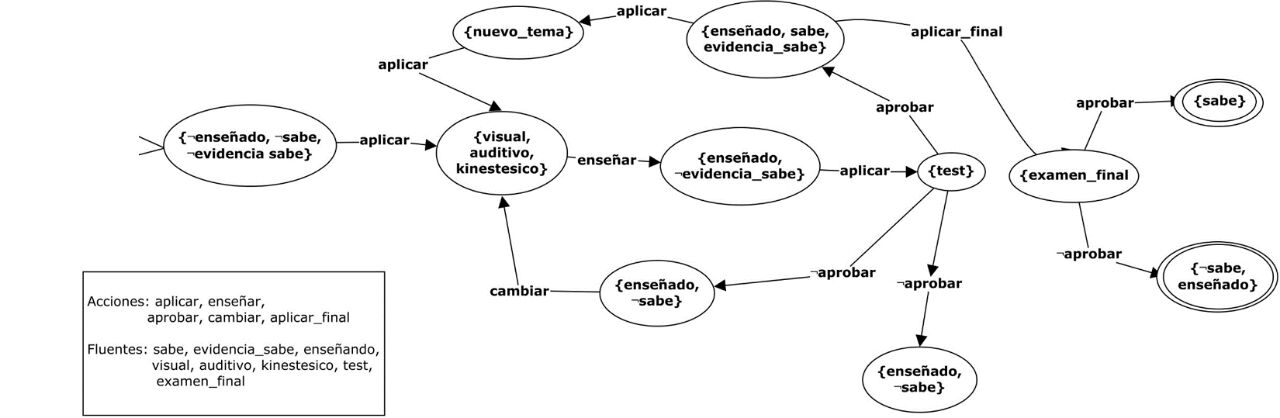 aplicar
{nuevo_tema}
{enseñado, sabe,
evidencia_sabe}
aplicar_final
aplicar
{¬enseñado, ¬sabe,
¬evidencia sabe}
aplicar
{visual,
auditivo,
kinestesico}
enseñar
{enseñado,
¬evidencia_sabe}
aplicar
{test}
aprobar
{examen_final
aprobar
{sabe}
¬aprobar
{¬sabe,
enseñado}
¬aprobar
¬aprobar
{enseñado,
¬sabe}
cambiar
{enseñado,
¬sabe}
Acciones: aplicar, enseñar,
aprobar, cambiar, aplicar_final
Fluentes: sabe, evidencia_sabe, enseñando,
visual, auditivo, kinestesico, test,
examen_final